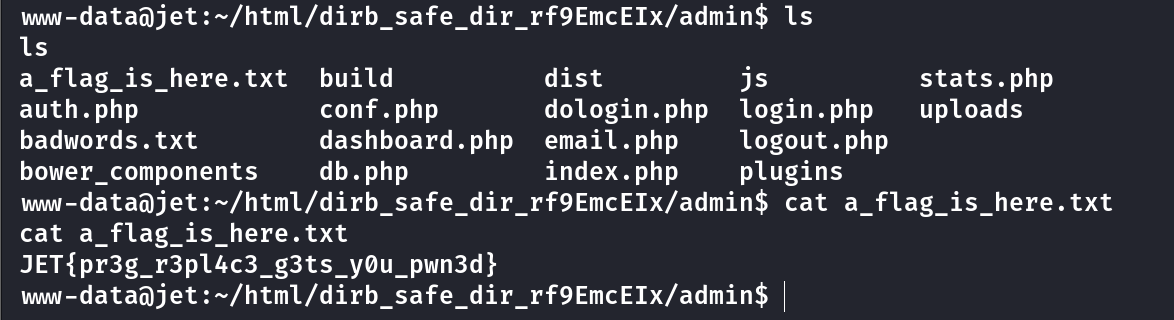 www-data@jet:~/html/dirb_safe_dir_rf9EmcEIx/admin$ ls
ls
a_flag_is_here.txt  build          dist         js          stats.php
auth.php            conf.php       dologin.php  login.php   uploads
badwords.txt        dashboard.php  email.php    logout.php
bower_components    db.php         index.php    plugins
www-data@jet:~/html/dirb_safe_dir_rf9EmcEIx/admin$ cat a_flag_is_here.txt
cat a_flag_is_here.txt
JET{pr3g_r3pl4c3_g3ts_y0u_pwn3d}
www-data@jet:~/html/dirb_safe_dir_rf9EmcEIx/admin$